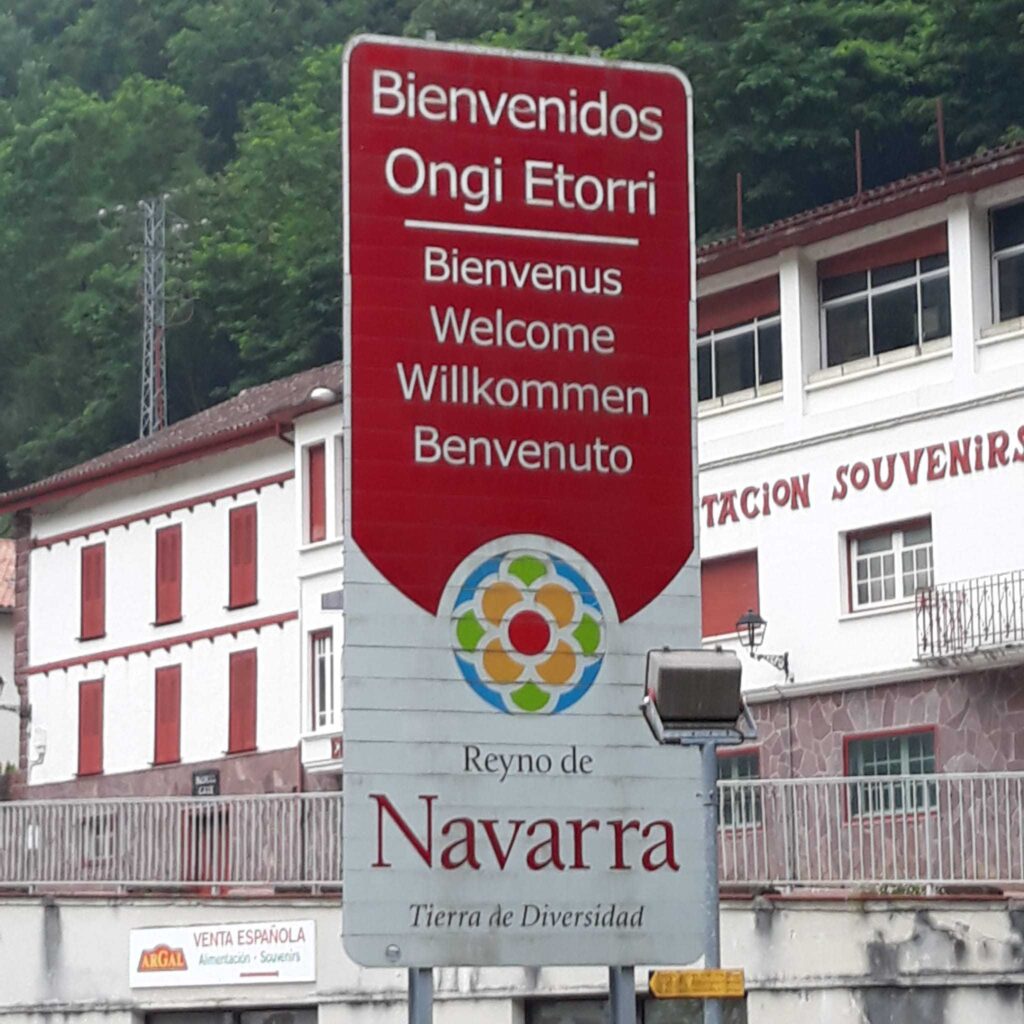 Bienvenidos
Ongi Etorri
Bienvenus
Welcome
Willkommen
Benvenuto
Reyno de
Navarra
Tierra de Diversidad
TACION SOUVENIRS
ARGAL
VENTA ESPAÑOLA
Alimentación - Souvenirs